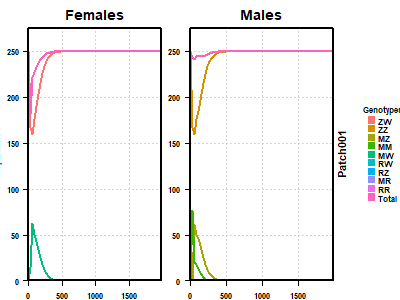 Females
Males
250
200
150
100
50
0
250
200
150
100
50
0
0
500
1000
1500
0
500
1000
1500
Patch001
Genotypes
ZW
ZZ
MZ
MM
MW
RW
RZ
MR
RR
Total